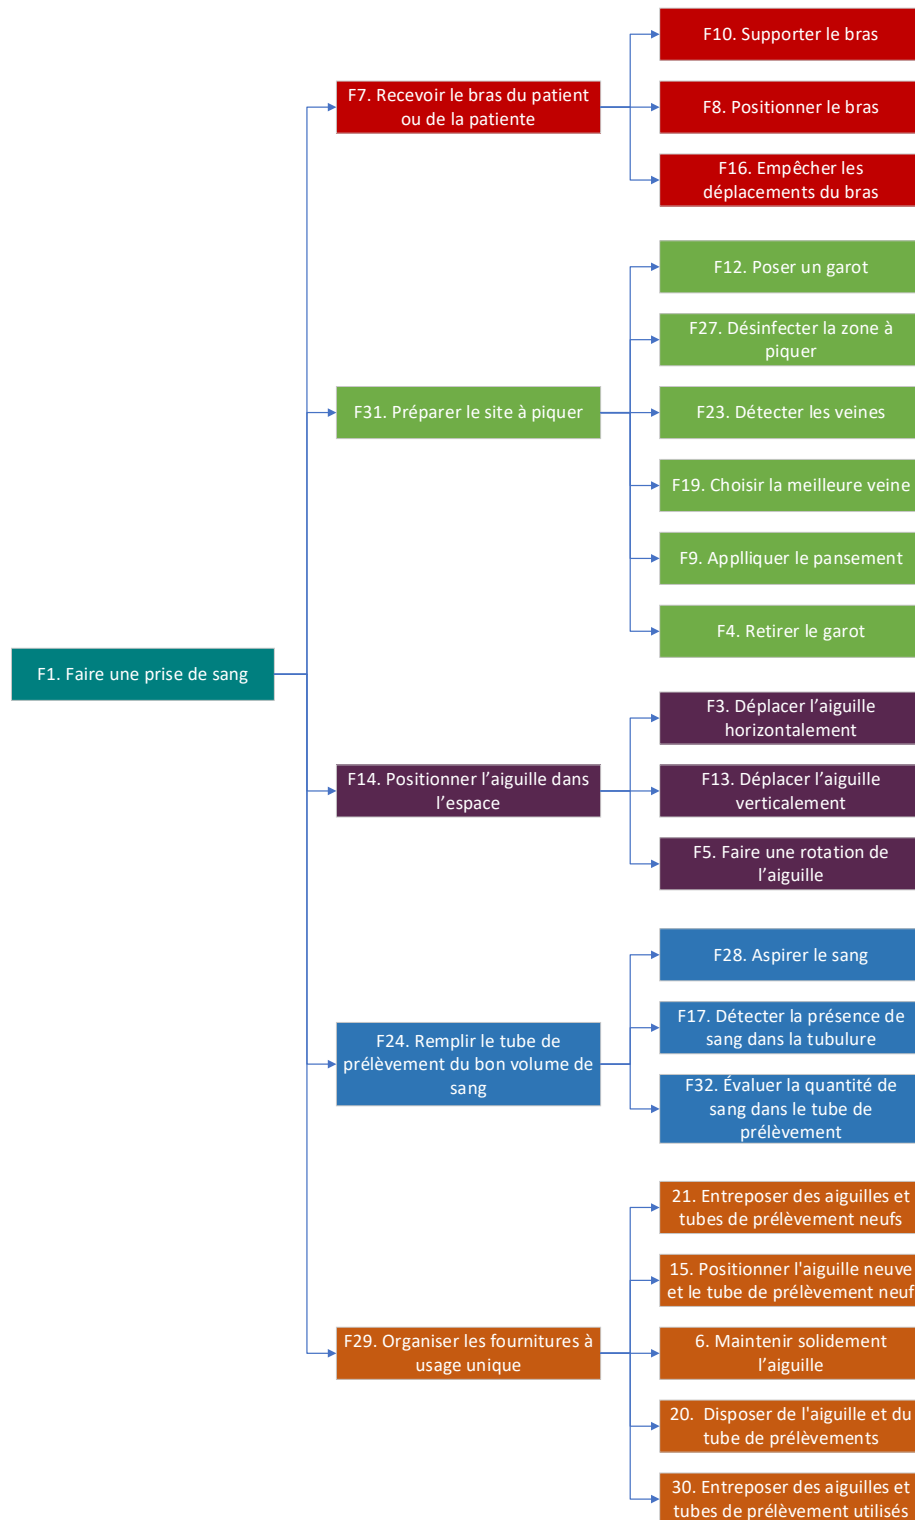 F10. Supporter le bras
F7. Recevoir le bras du patient
ou de la patiente
F8. Positionner le bras
F16. Empêcher les
déplacements du bras
F12. Poser un garot
F27. Désinfecter la zone à
piquer
F31. Préparer le site à piquer
F23. Détecter les veines
F19. Choisir la meilleure veine
F9. Applliquer le pansement
F4. Retirer le garot
F1. Faire une prise de sang
F3. Déplacer l’aiguille
horizontalement
F14. Positionner l’aiguille dans
l’espace
F13. Déplacer l’aiguille
verticalement
F5. Faire une rotation de
l’aiguille
F28. Aspirer le sang
F24. Remplir le tube de
prélèvement du bon volume de
sang
F17. Détecter la présence de
sang dans la tubulure
F32. Évaluer la quantité de
sang dans le tube de
prélèvement
21. Entreposer des aiguilles et
tubes de prélèvement neufs
15. Positionner l'aiguille neuve
et le tube de prélèvement neuf
F29. Organiser les fournitures à
usage unique
6. Maintenir solidement
l’aiguille
20. Disposer de l'aiguille et du
tube de prélèvements
30. Entreposer des aiguilles et
tubes de prélèvement utilisés